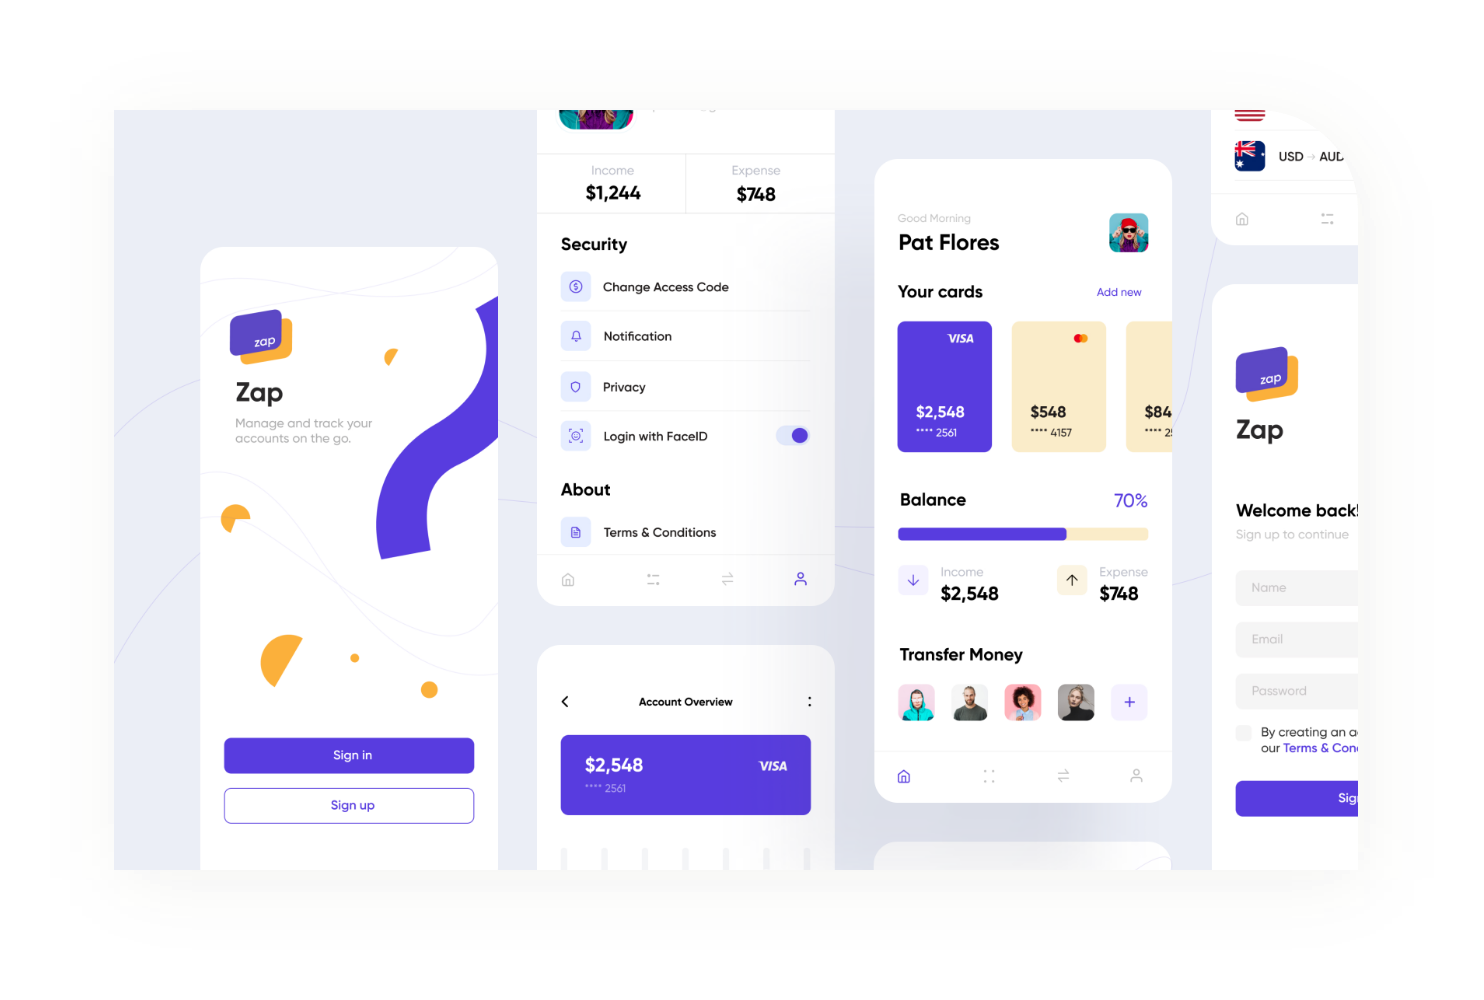 zap
Zap
Manage and track your
accounts on the go.
Sign in
Sign up
Income
$1,244
Expense
$748
Security
Change Access Code
Notification
Privacy
Login with FaceID
About
Terms & Conditions
Account Overview
$2,548
VISA
**** 2561
Good Morning
Pat Flores
Your cards
Add new
VISA
$2,548
**** 2561
$548
**** 4157
$84
**** 2
Balance
70%
Income
$2,548
Expense
$748
Transfer Money
USD → AUD
zap
Zap
Welcome back!
Sign up to continue
Name
Email
Password
By creating an a
our Terms & Con
Sig